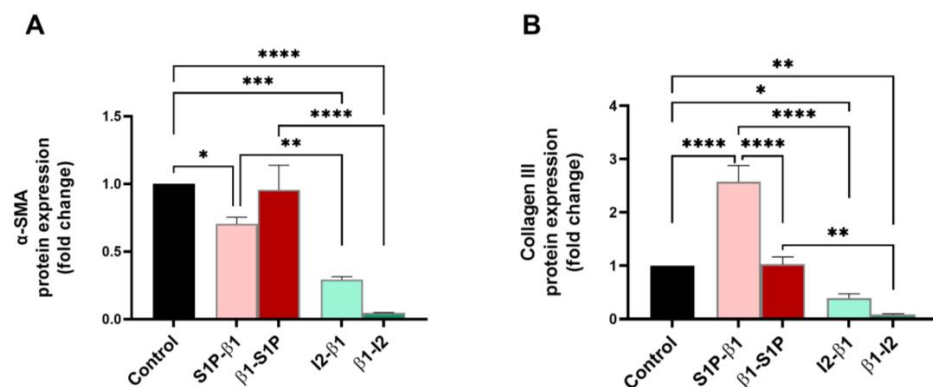 A
****
***
****
*
**
1.5
1.0
0.5
0.0
α-SMA
protein expression
(fold change)
Control
S1P-β1
β1-S1P
I2-β1
β1-I2
B
**
*
****
****
****
**
4
3
2
1
0
Collagen III
protein expression
(fold change)
Control
S1P-β1
β1-S1P
I2-β1
β1-I2